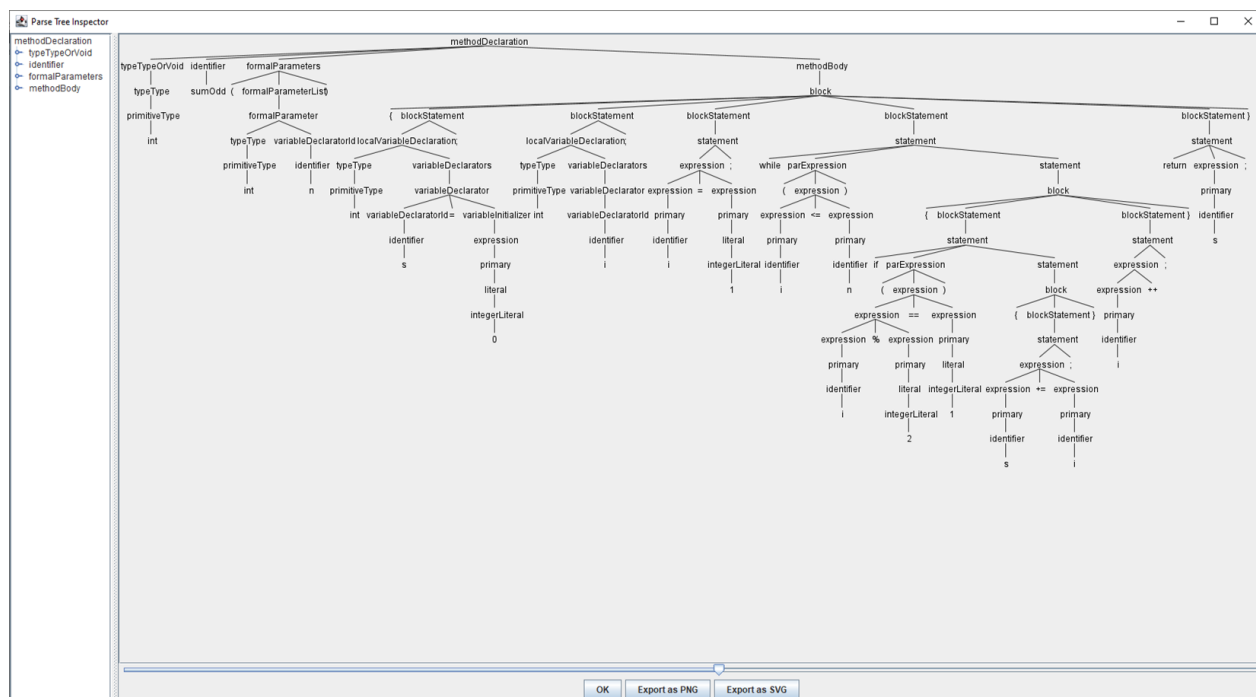 Parse Tree Inspector
methodDeclaration
typeTypeOrVoid
identifier
formalParameters
methodBody
methodDeclaration
typeTypeOrVoid identifier formalParameters methodBody
typeType sumOdd ( formalParameterList ) block
primitiveType formalParameter { blockStatement blockStatement blockStatement blockStatement blockStatement }
int typeType variableDeclaratorId localVariableDeclaration ; localVariableDeclaration ; statement statement statement
primitiveType identifier typeType variableDeclarators typeType variableDeclarators expression ; while parExpression statement return expression ;
int n primitiveType variableDeclarator primitiveType variableDeclarator expression = expression ( expression ) block primary
int variableDeclaratorId = variableInitializer int variableDeclaratorId primary primary expression <= expression { blockStatement blockStatement } identifier
identifier expression identifier identifier literal primary primary statement statement s
s primary i i integerLiteral identifier identifier if parExpression statement expression ;
literal 1 i n ( expression ) block expression ++
integerLiteral expression == expression { blockStatement } primary
0 expression % expression primary statement identifier
primary primary literal expression ; i
identifier literal integerLiteral expression += expression
i integerLiteral 1 primary primary
2 identifier identifier
s i
OK Export as PNG Export as SVG